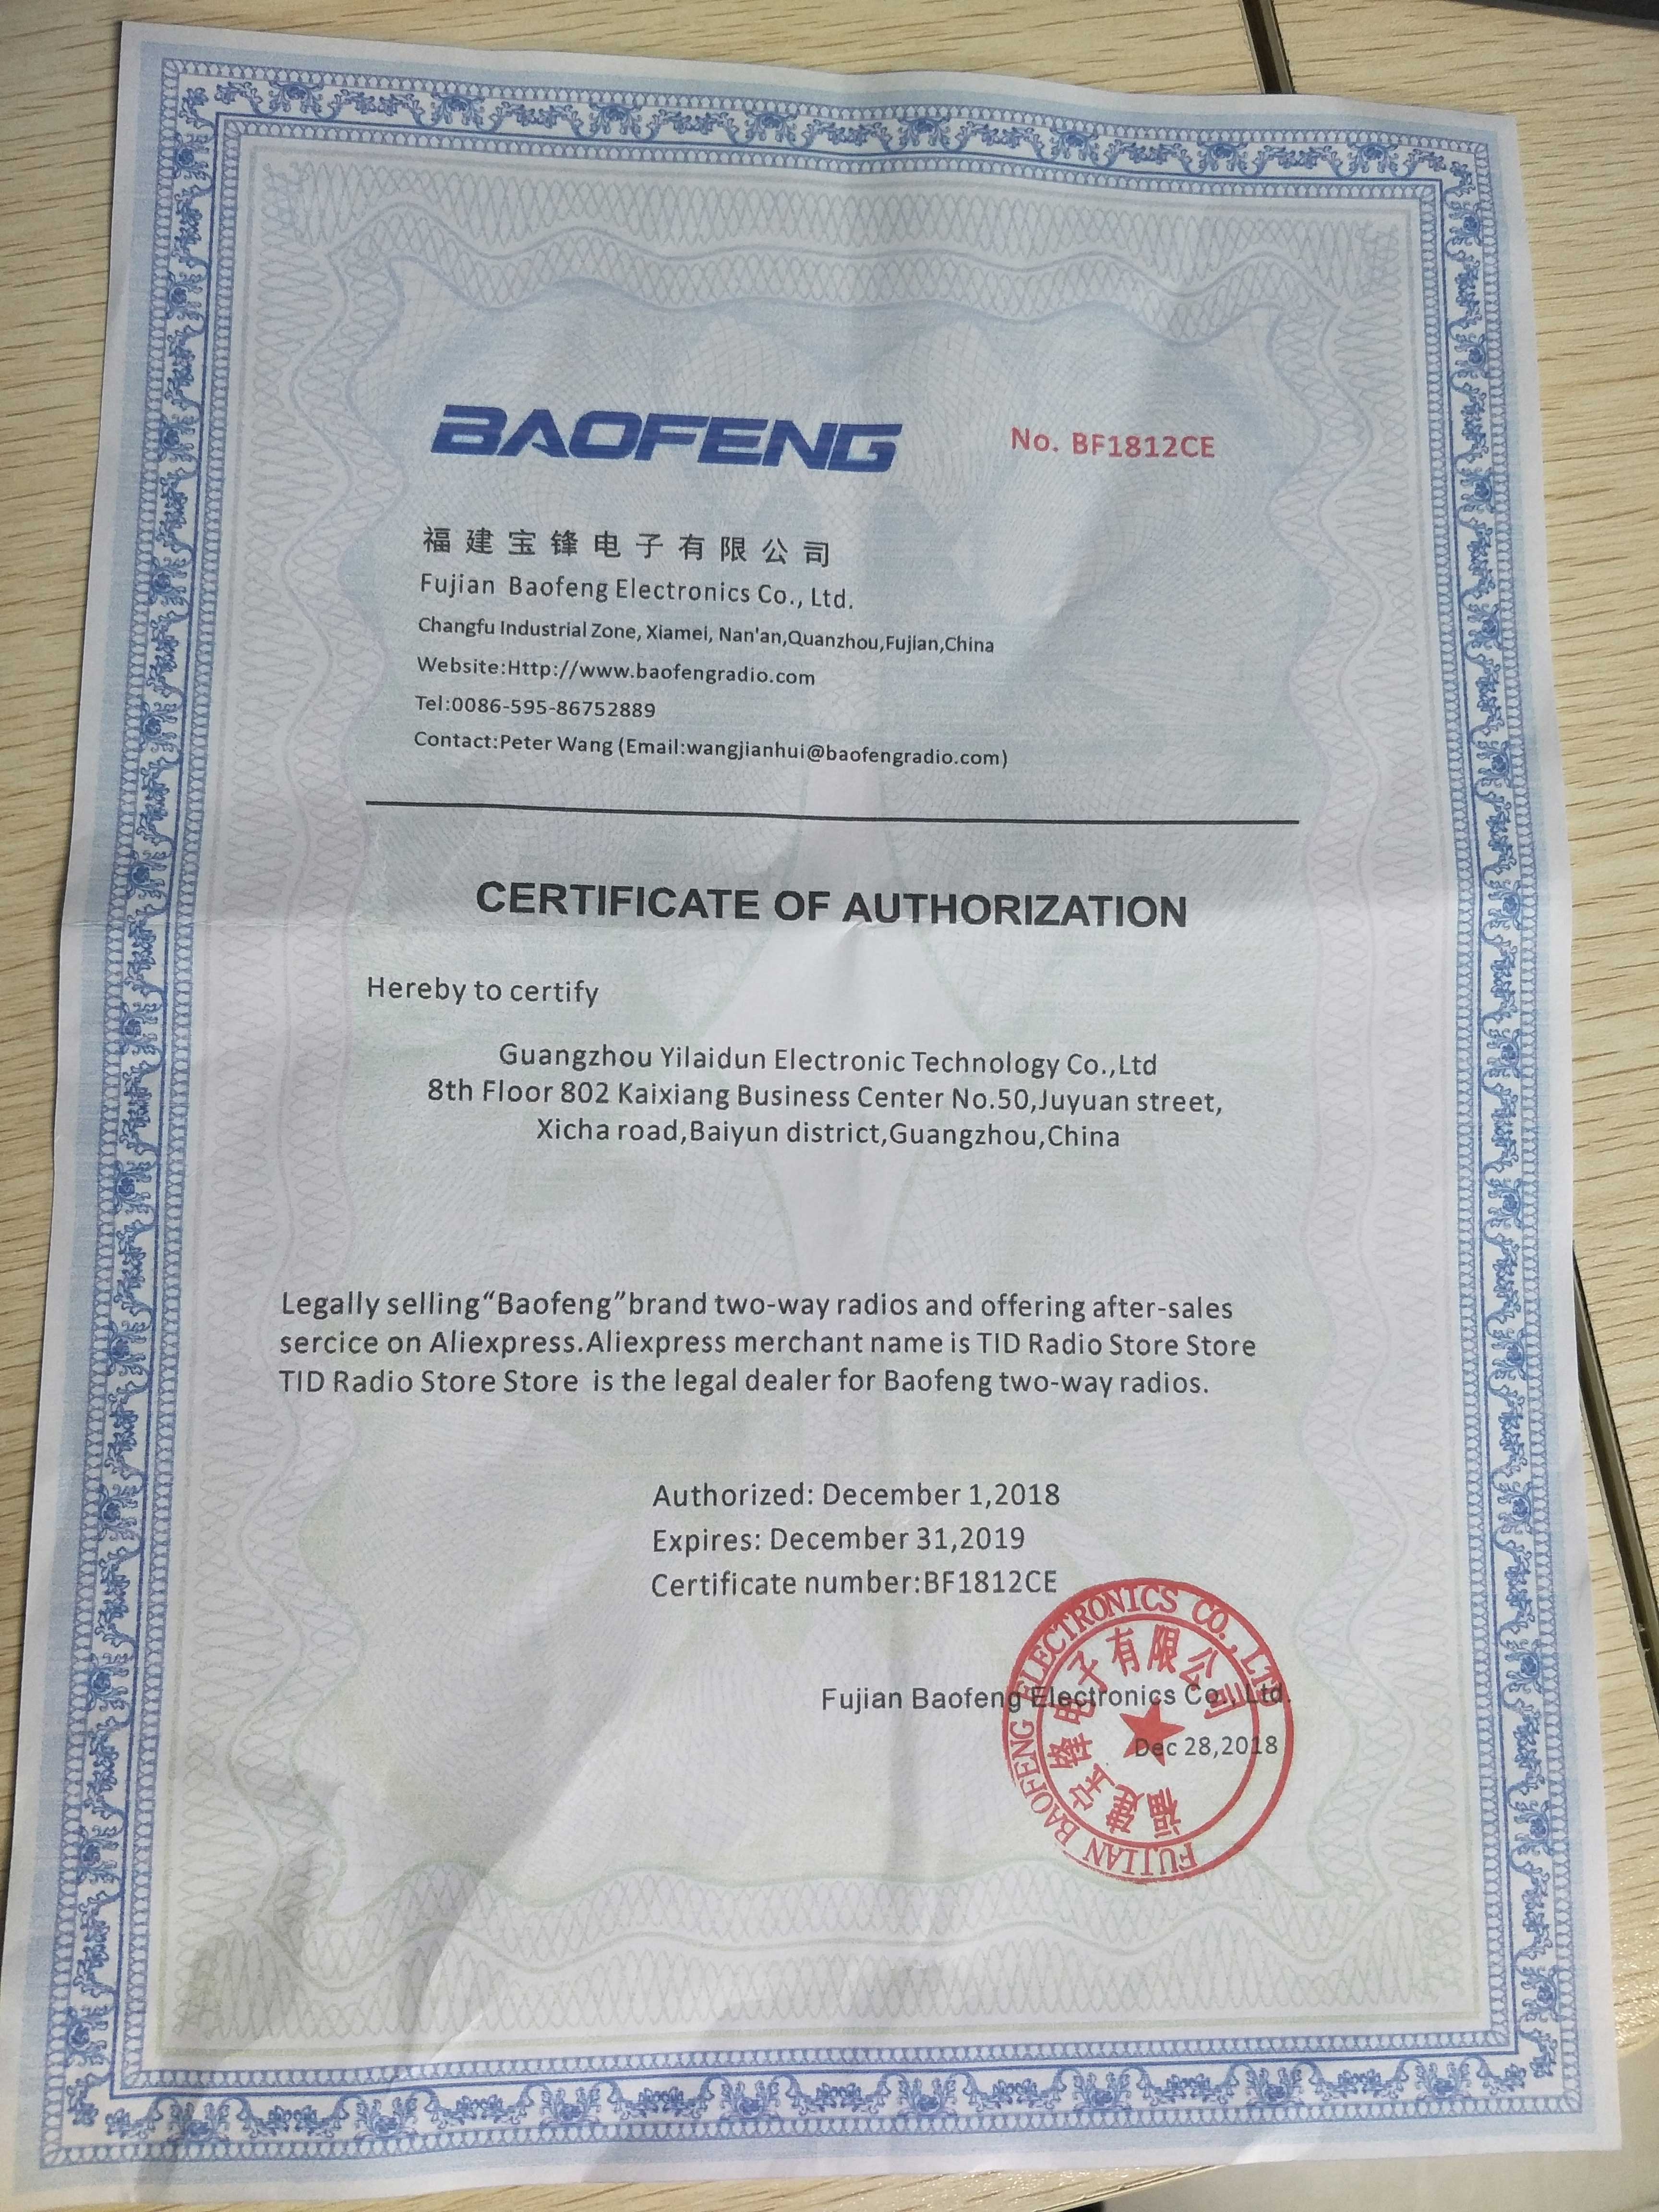 BAOFENG
No. BF1812CE
福建宝锋电子有限公司
Fujian Baofeng Electronics Co., Ltd.
Changfu Industrial Zone, Xiamei, Nan'an,Quanzhou,Fujian,China
Website:Http://www.baofengradio.com
Tel:0086-595-86752889
Contact:Peter Wang (Email:wangjianhui@baofengradio.com)
CERTIFICATE OF AUTHORIZATION
Hereby to certify
Guangzhou Yilaidun Electronic Technology Co.,Ltd
8th Floor 802 Kaixiang Business Center No.50,Juyuan street,
Xicha road,Baiyun district,Guangzhou,China
Legally selling“Baofeng”brand two-way radios and offering after-sales
sercice on Aliexpress.Aliexpress merchant name is TID Radio Store Store
TID Radio Store Store is the legal dealer for Baofeng two-way radios.
Authorized: December 1,2018
Expires: December 31,2019
Certificate number:BF1812CE
Fujian Baofeng Electronics Co., Ltd.
Dec 28,2018
FUJIAN BAOFENG ELECTRONICS CO., LTD
福建宝锋电子有限公司